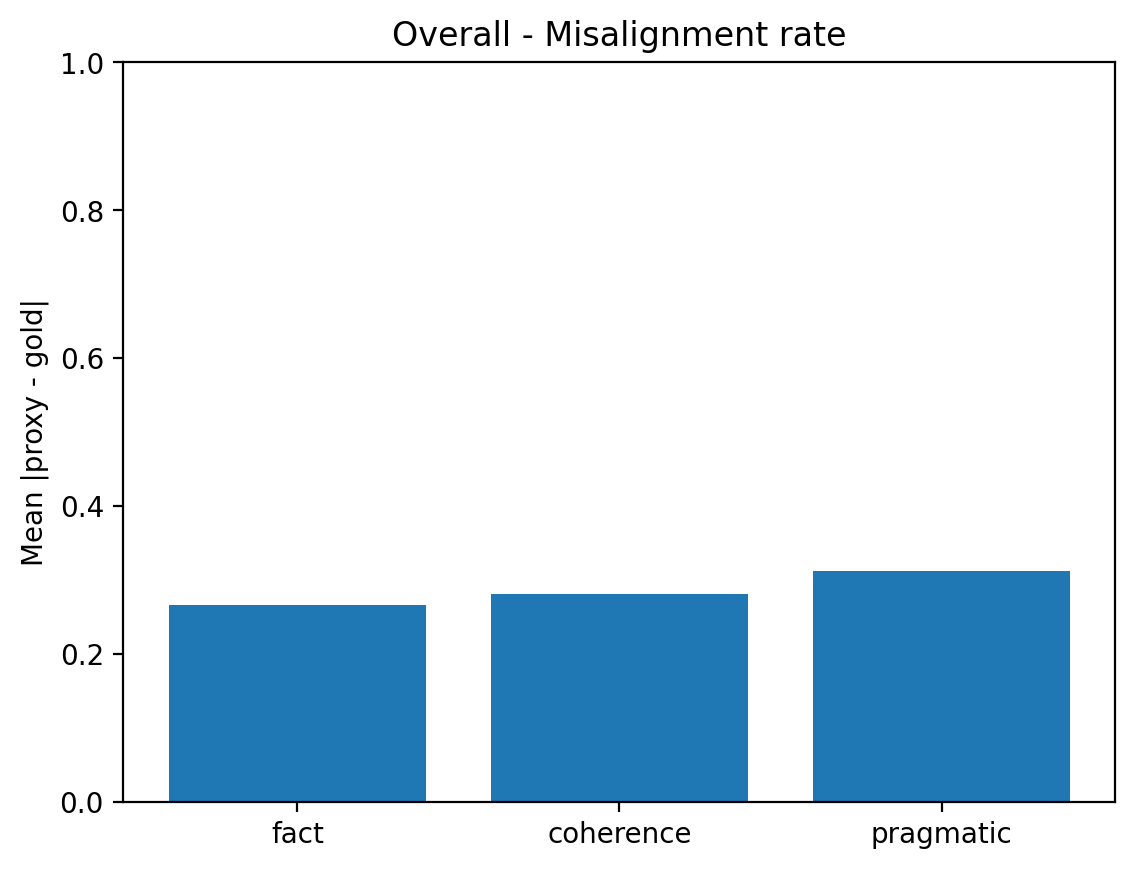 Overall - Misalignment rate
Mean |proxy - gold|
1.0
0.8
0.6
0.4
0.2
0.0
fact coherence pragmatic